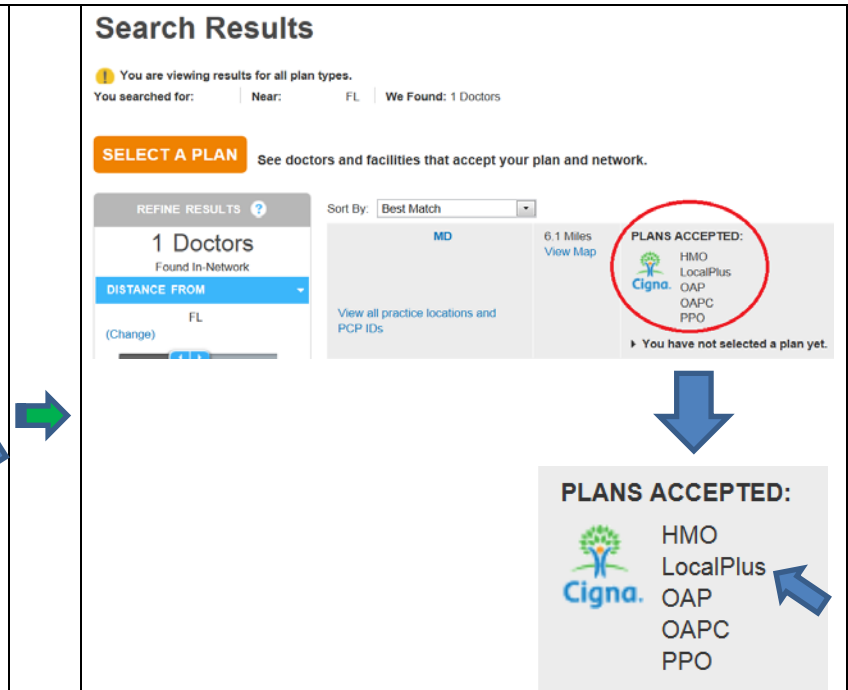 Search Results
! You are viewing results for all plan types.
You searched for: Near: FL We Found: 1 Doctors
SELECT A PLAN See doctors and facilities that accept your plan and network.
REFINE RESULTS ?
1 Doctors
Found In-Network
DISTANCE FROM
FL
(Change)
Sort By: Best Match
MD
View all practice locations and
PCP IDs
6.1 Miles
View Map
PLANS ACCEPTED:
Cigna.
HMO
LocalPlus
OAP
OAPC
PPO
You have not selected a plan yet.
PLANS ACCEPTED:
Cigna.
HMO
LocalPlus
OAP
OAPC
PPO